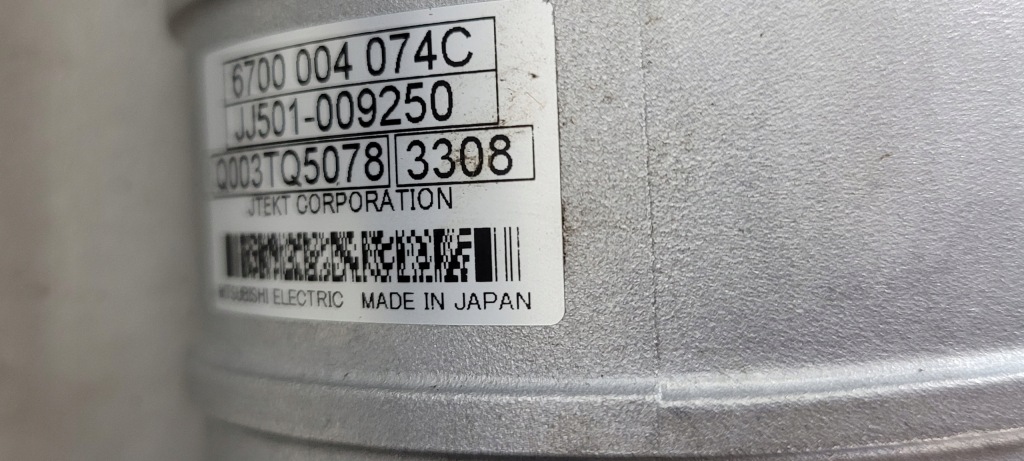 6700 004 074C
JJ501-009250
Q003TQ5078 3308
JTEKT CORPORATION
MITSUBISHI ELECTRIC MADE IN JAPAN